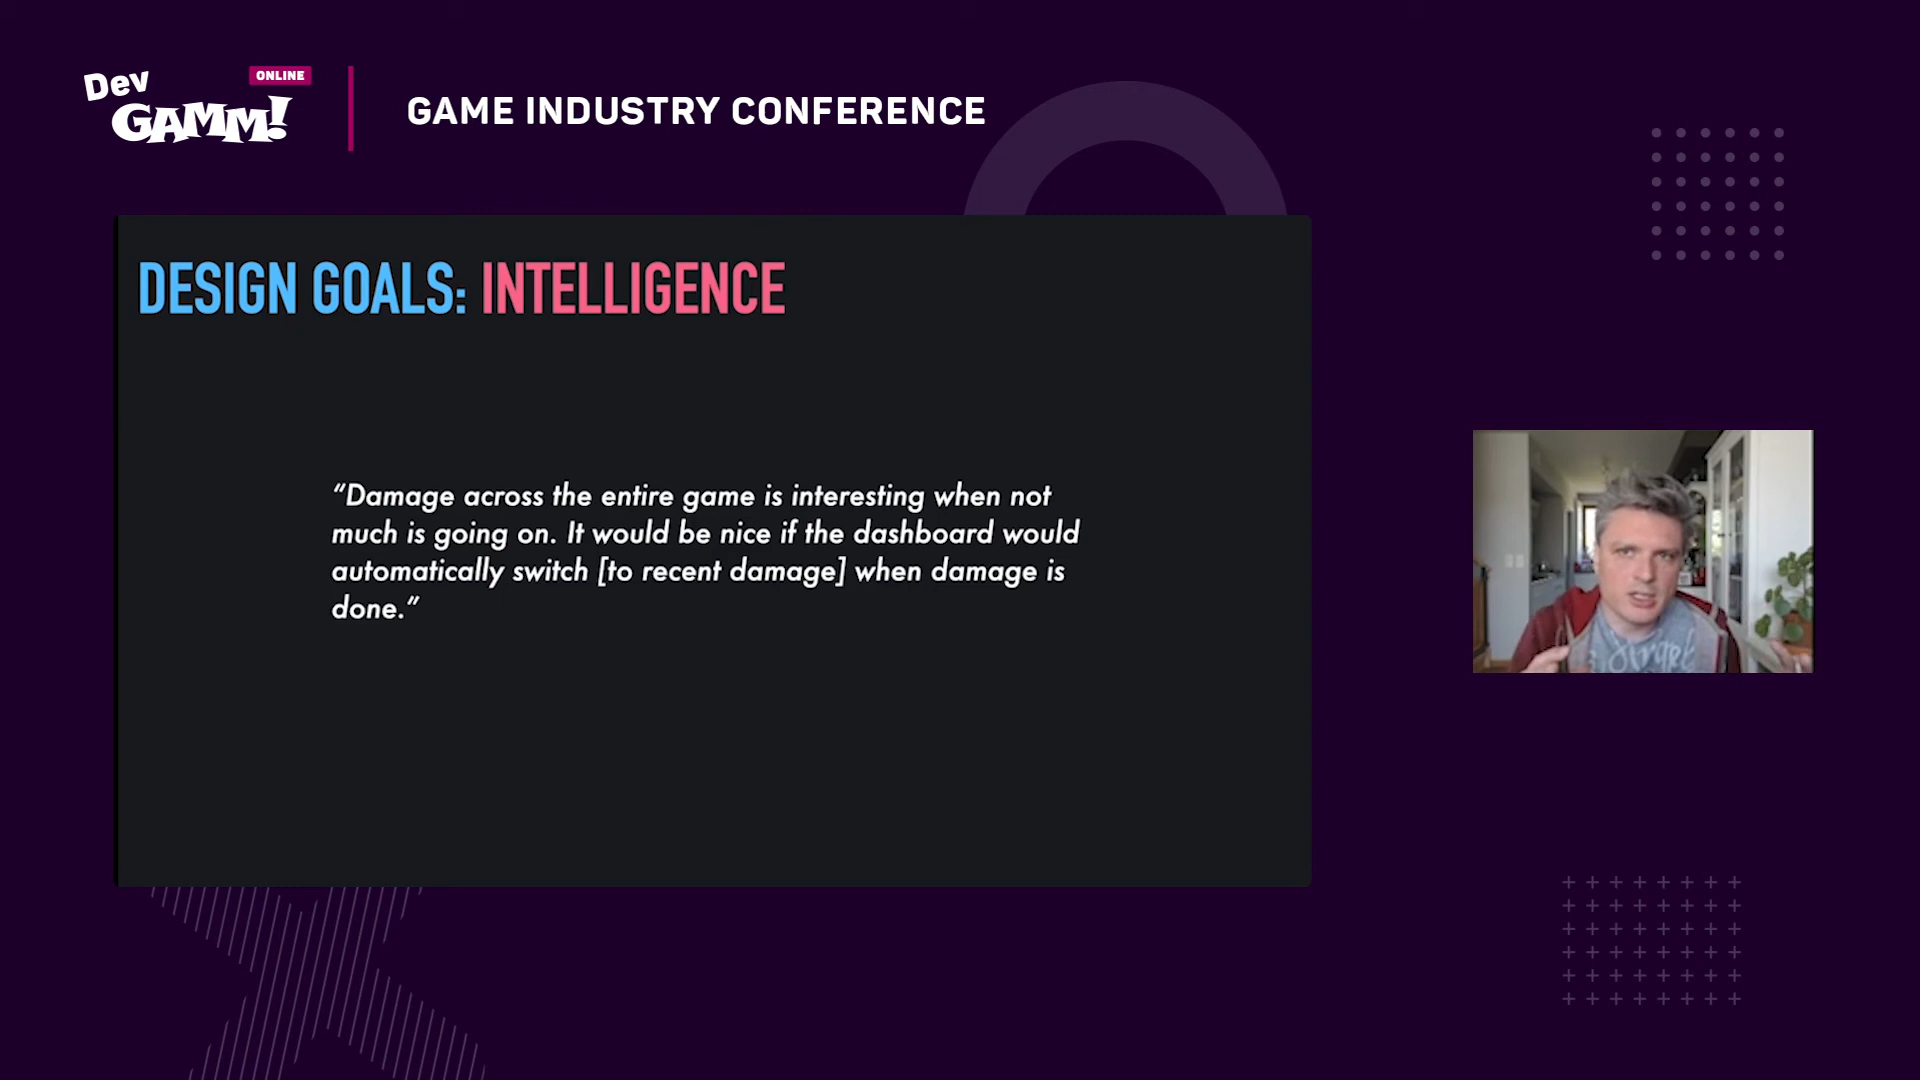 Dev
GAMM!
ONLINE
GAME INDUSTRY CONFERENCE
DESIGN GOALS: INTELLIGENCE
“Damage across the entire game is interesting when not
much is going on. It would be nice if the dashboard would
automatically switch [to recent damage] when damage is
done.”